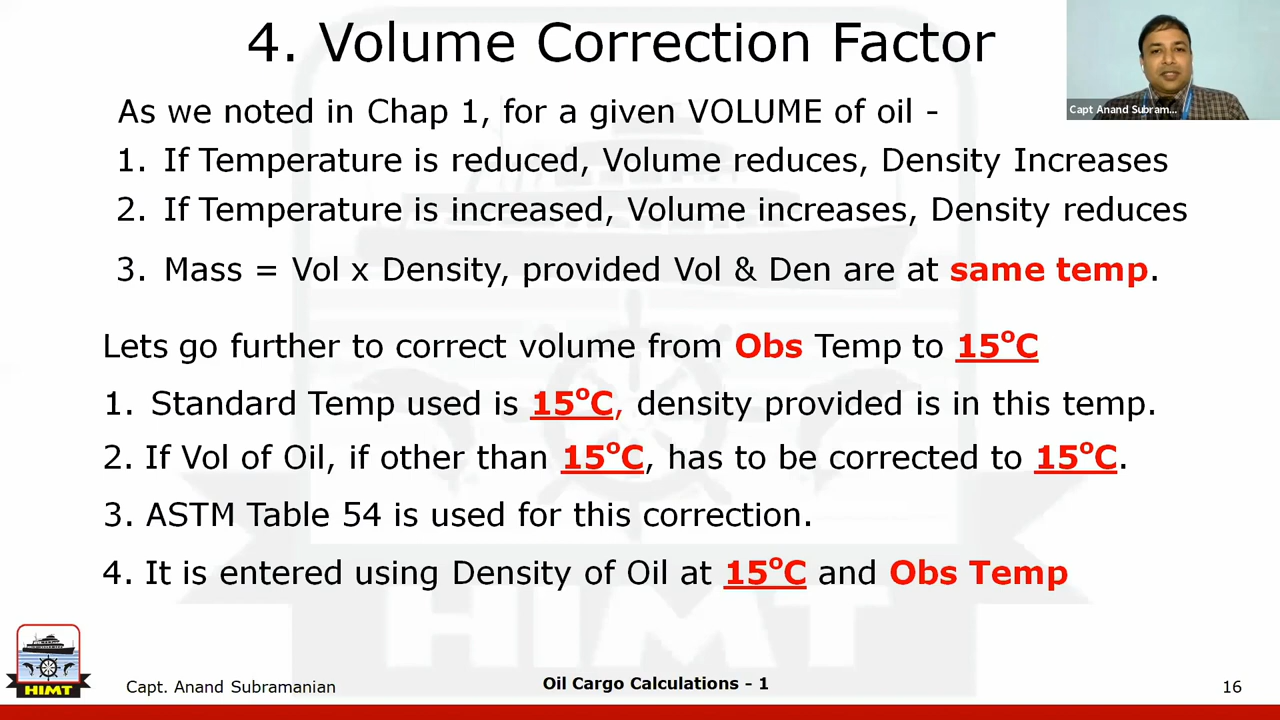 4. Volume Correction Factor
Capt Anand Subram...
As we noted in Chap 1, for a given VOLUME of oil -
1. If Temperature is reduced, Volume reduces, Density Increases
2. If Temperature is increased, Volume increases, Density reduces
3. Mass = Vol x Density, provided Vol & Den are at same temp.
Lets go further to correct volume from Obs Temp to 15°C
1. Standard Temp used is 15°C, density provided is in this temp.
2. If Vol of Oil, if other than 15°C, has to be corrected to 15°C.
3. ASTM Table 54 is used for this correction.
4. It is entered using Density of Oil at 15°C and Obs Temp
HIMT
HIMT
Capt. Anand Subramanian
Oil Cargo Calculations - 1
16